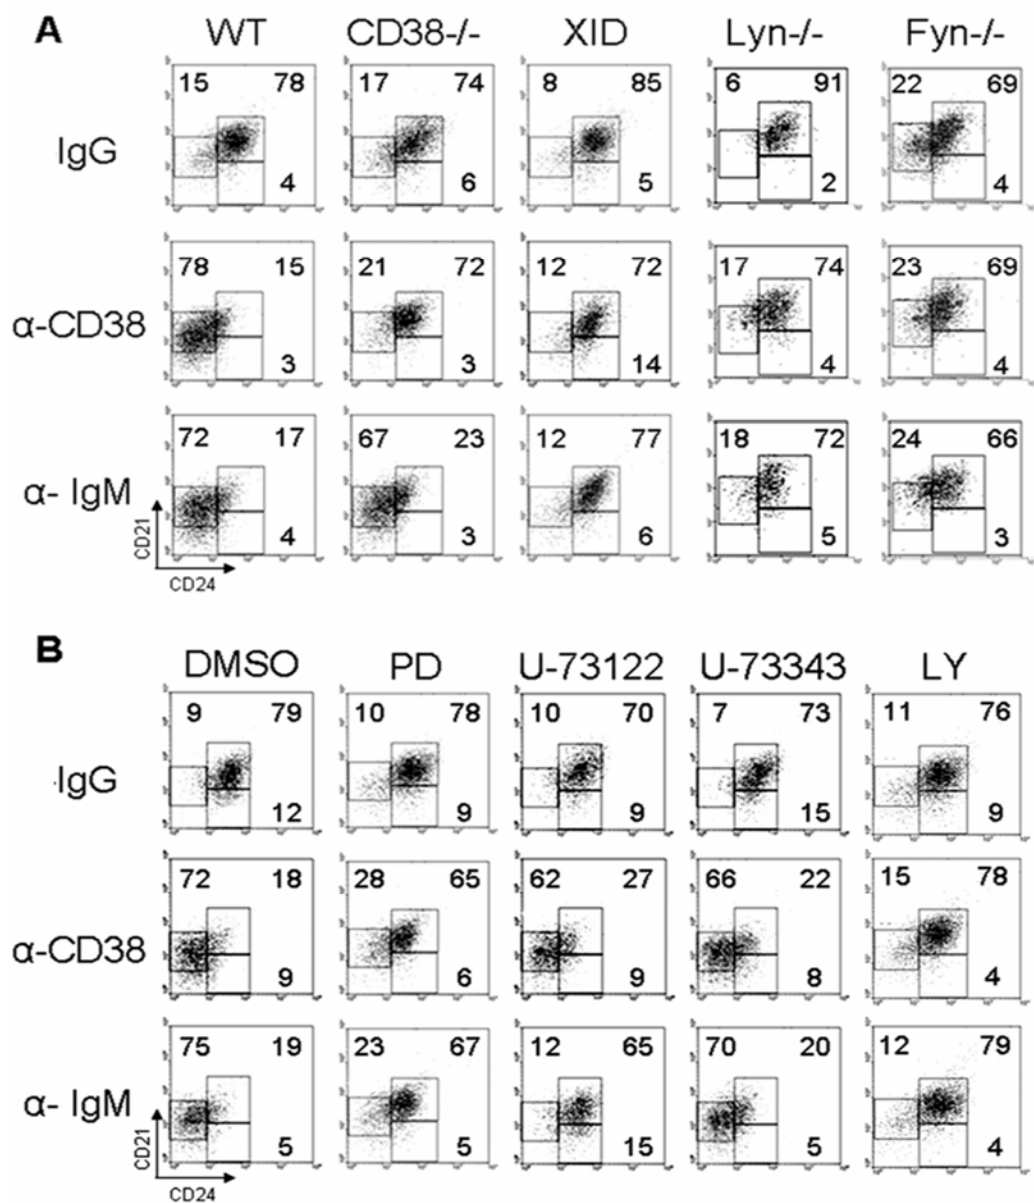 A
WT CD38-/- XID Lyn-/- Fyn-/-
IgG
15 78 17 74 8 85 6 91 22 69
4 6 5 2 4
α-CD38
78 15 21 72 12 72 17 74 23 69
3 3 14 4 4
α- IgM
72 17 67 23 12 77 18 72 24 66
4 3 6 5 3
CD21
CD24
B
DMSO PD U-73122 U-73343 LY
IgG
9 79 10 78 10 70 7 73 11 76
12 9 9 15 9
α-CD38
72 18 28 65 62 27 66 22 15 78
9 6 9 8 4
α- IgM
75 19 23 67 12 65 70 20 12 79
5 5 15 5 4
CD21
CD24